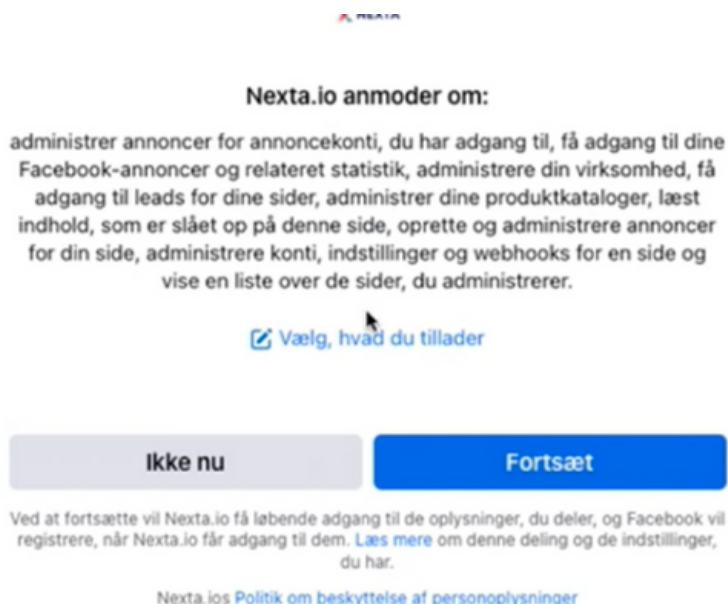 NEXTA
Nexta.io anmoder om:
administrer annoncer for annoncekonti, du har adgang til, få adgang til dine
Facebook-annoncer og relateret statistik, administrere din virksomhed, få
adgang til leads for dine sider, administrer dine produktkataloger, læst
indhold, som er slået op på denne side, oprette og administrere annoncer
for din side, administrere konti, indstillinger og webhooks for en side og
vise en liste over de sider, du administrerer.
Vælg, hvad du tillader
Ikke nu
Fortsæt
Ved at fortsætte vil Nexta.io få løbende adgang til de oplysninger, du deler, og Facebook vil
registrere, når Nexta.io får adgang til dem. Læs mere om denne deling og de indstillinger,
du har.
Nexta.ios Politik om beskyttelse af personoplysninger